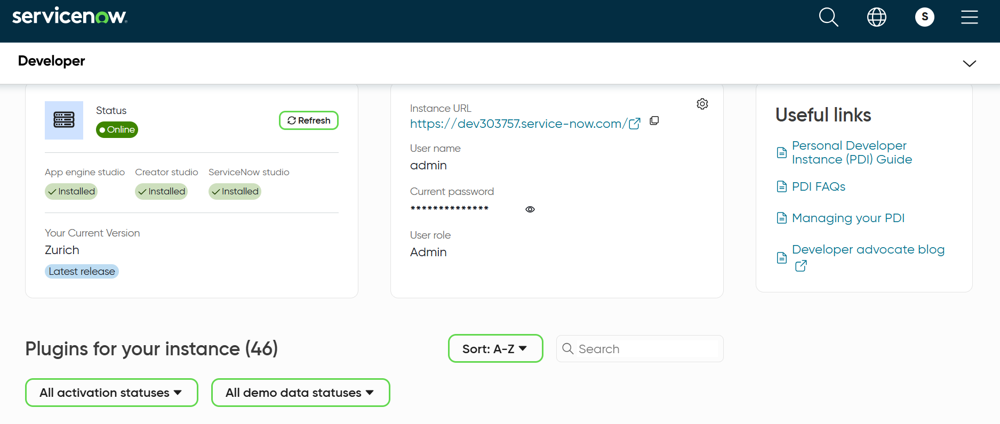 servicenow
S
Developer
Status
Online
Refresh
App engine studio
Installed
Creator studio
Installed
ServiceNow studio
Installed
Your Current Version
Zurich
Latest release
Instance URL
https://dev303757.service-now.com/
User name
admin
Current password
**************
User role
Admin
Useful links
Personal Developer
Instance (PDI) Guide
PDI FAQs
Managing your PDI
Developer advocate blog
Plugins for your instance (46)
Sort: A-Z
Search
All activation statuses
All demo data statuses